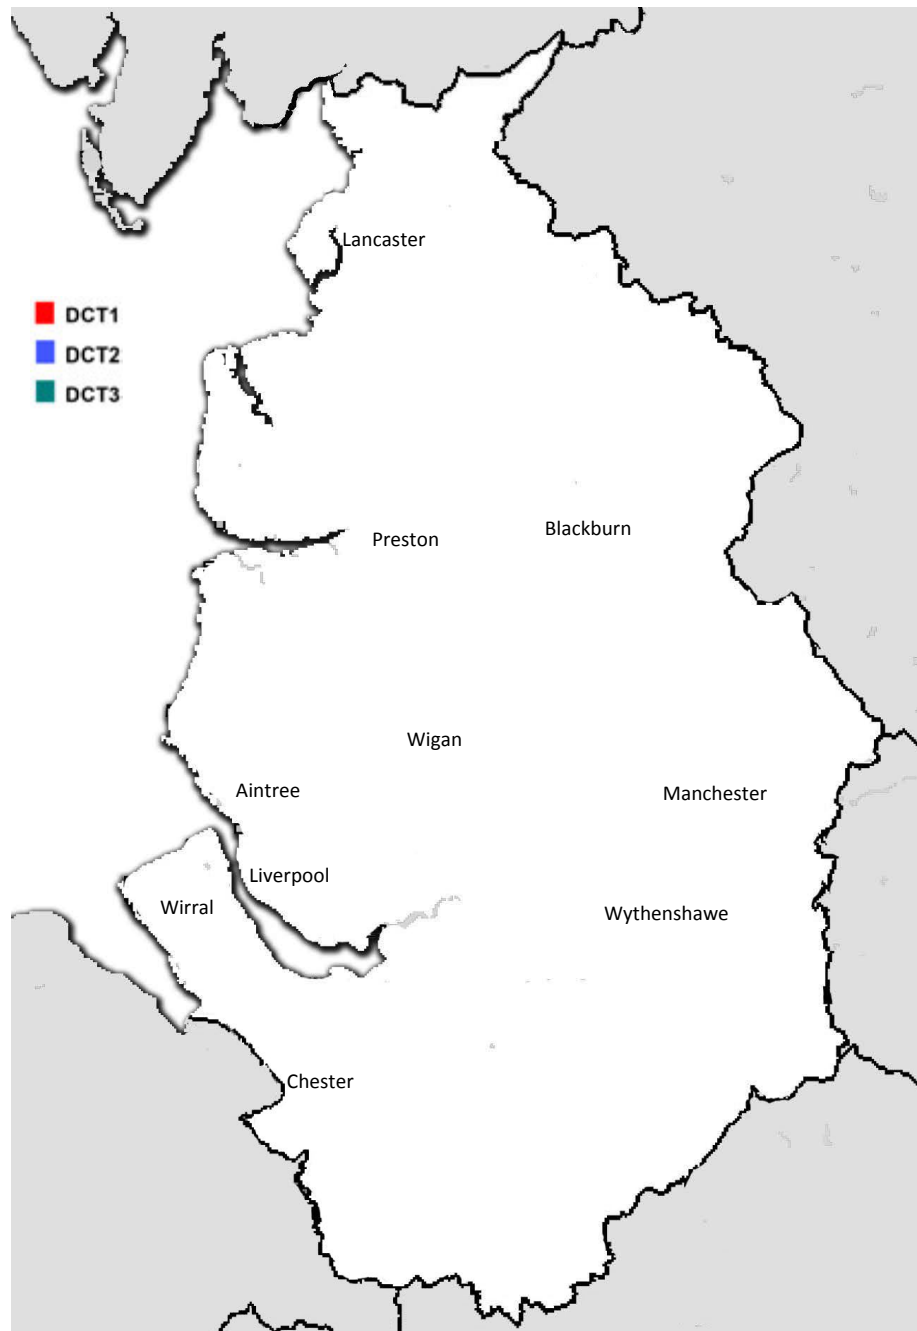 Lancaster
DCT1
DCT2
DCT3
Preston
Blackburn
Wigan
Aintree
Manchester
Liverpool
Wirral
Wythenshawe
Chester